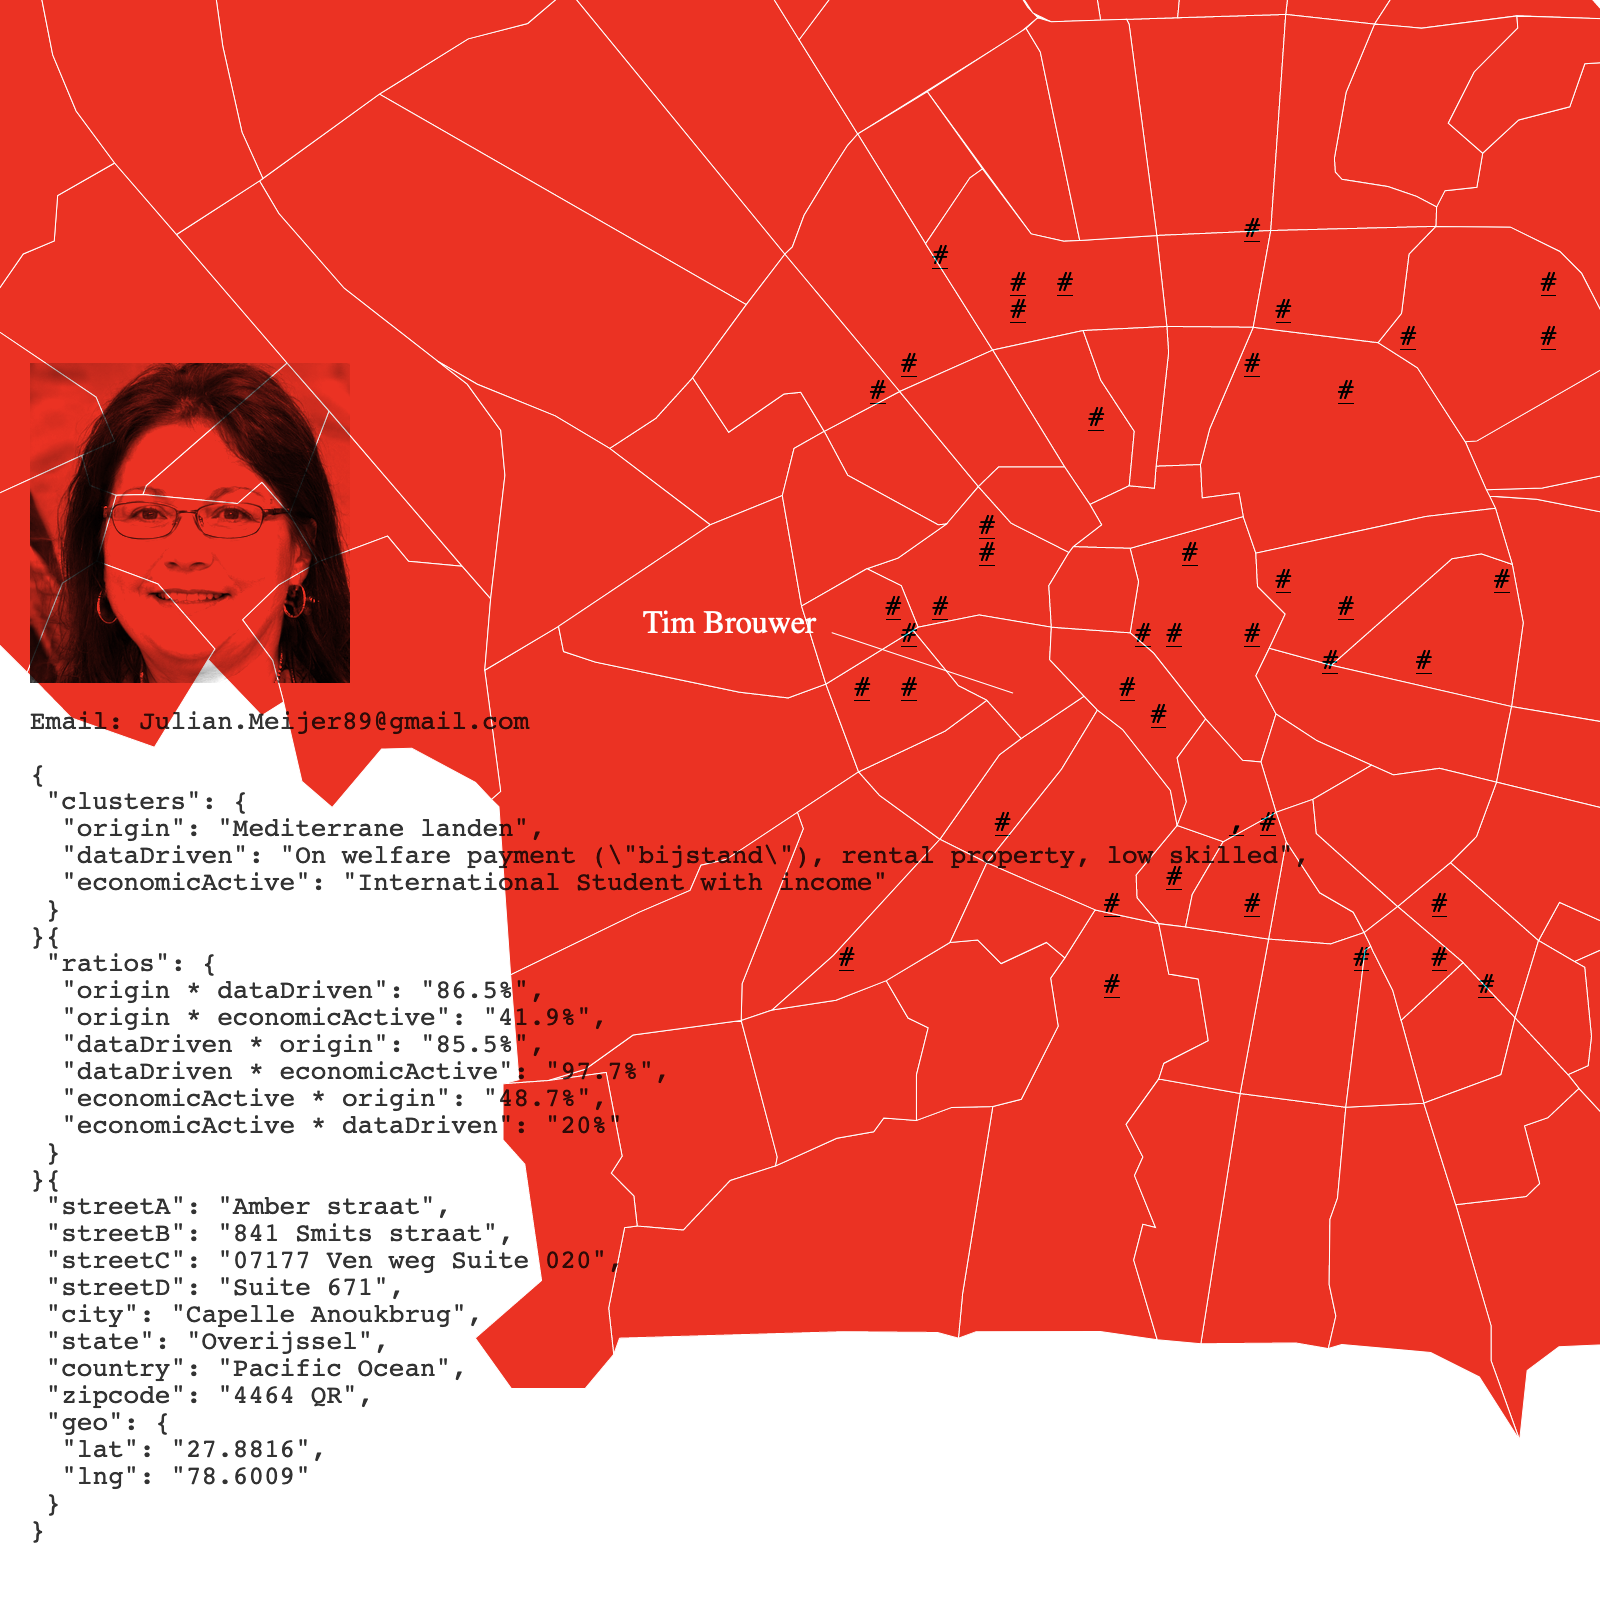 #
#
# # #
# #
# #
# #
# #
#
#
# #
# #
# # #
Tim Brouwer # # # #
# #
# # #
#
Email: Julian.Meijer89@gmail.com
{
"clusters": {
"origin": "Mediterrane landen",
# , #
"dataDriven": "On welfare payment (\"bijstand\"), rental property, low skilled",
"economicActive": "International Student with income"
#
}
# # #
}{
"ratios": {
# # #
"origin * dataDriven": "86.5%",
# #
"origin * economicActive": "41.9%",
"dataDriven * origin": "85.5%",
"dataDriven * economicActive": "97.7%",
"economicActive * origin": "48.7%",
"economicActive * dataDriven": "20%"
}
}{
"streetA": "Amber straat",
"streetB": "841 Smits straat",
"streetC": "07177 Ven weg Suite 020",
"streetD": "Suite 671",
"city": "Capelle Anoukbrug",
"state": "Overijssel",
"country": "Pacific Ocean",
"zipcode": "4464 QR",
"geo": {
"lat": "27.8816",
"lng": "78.6009"
}
}